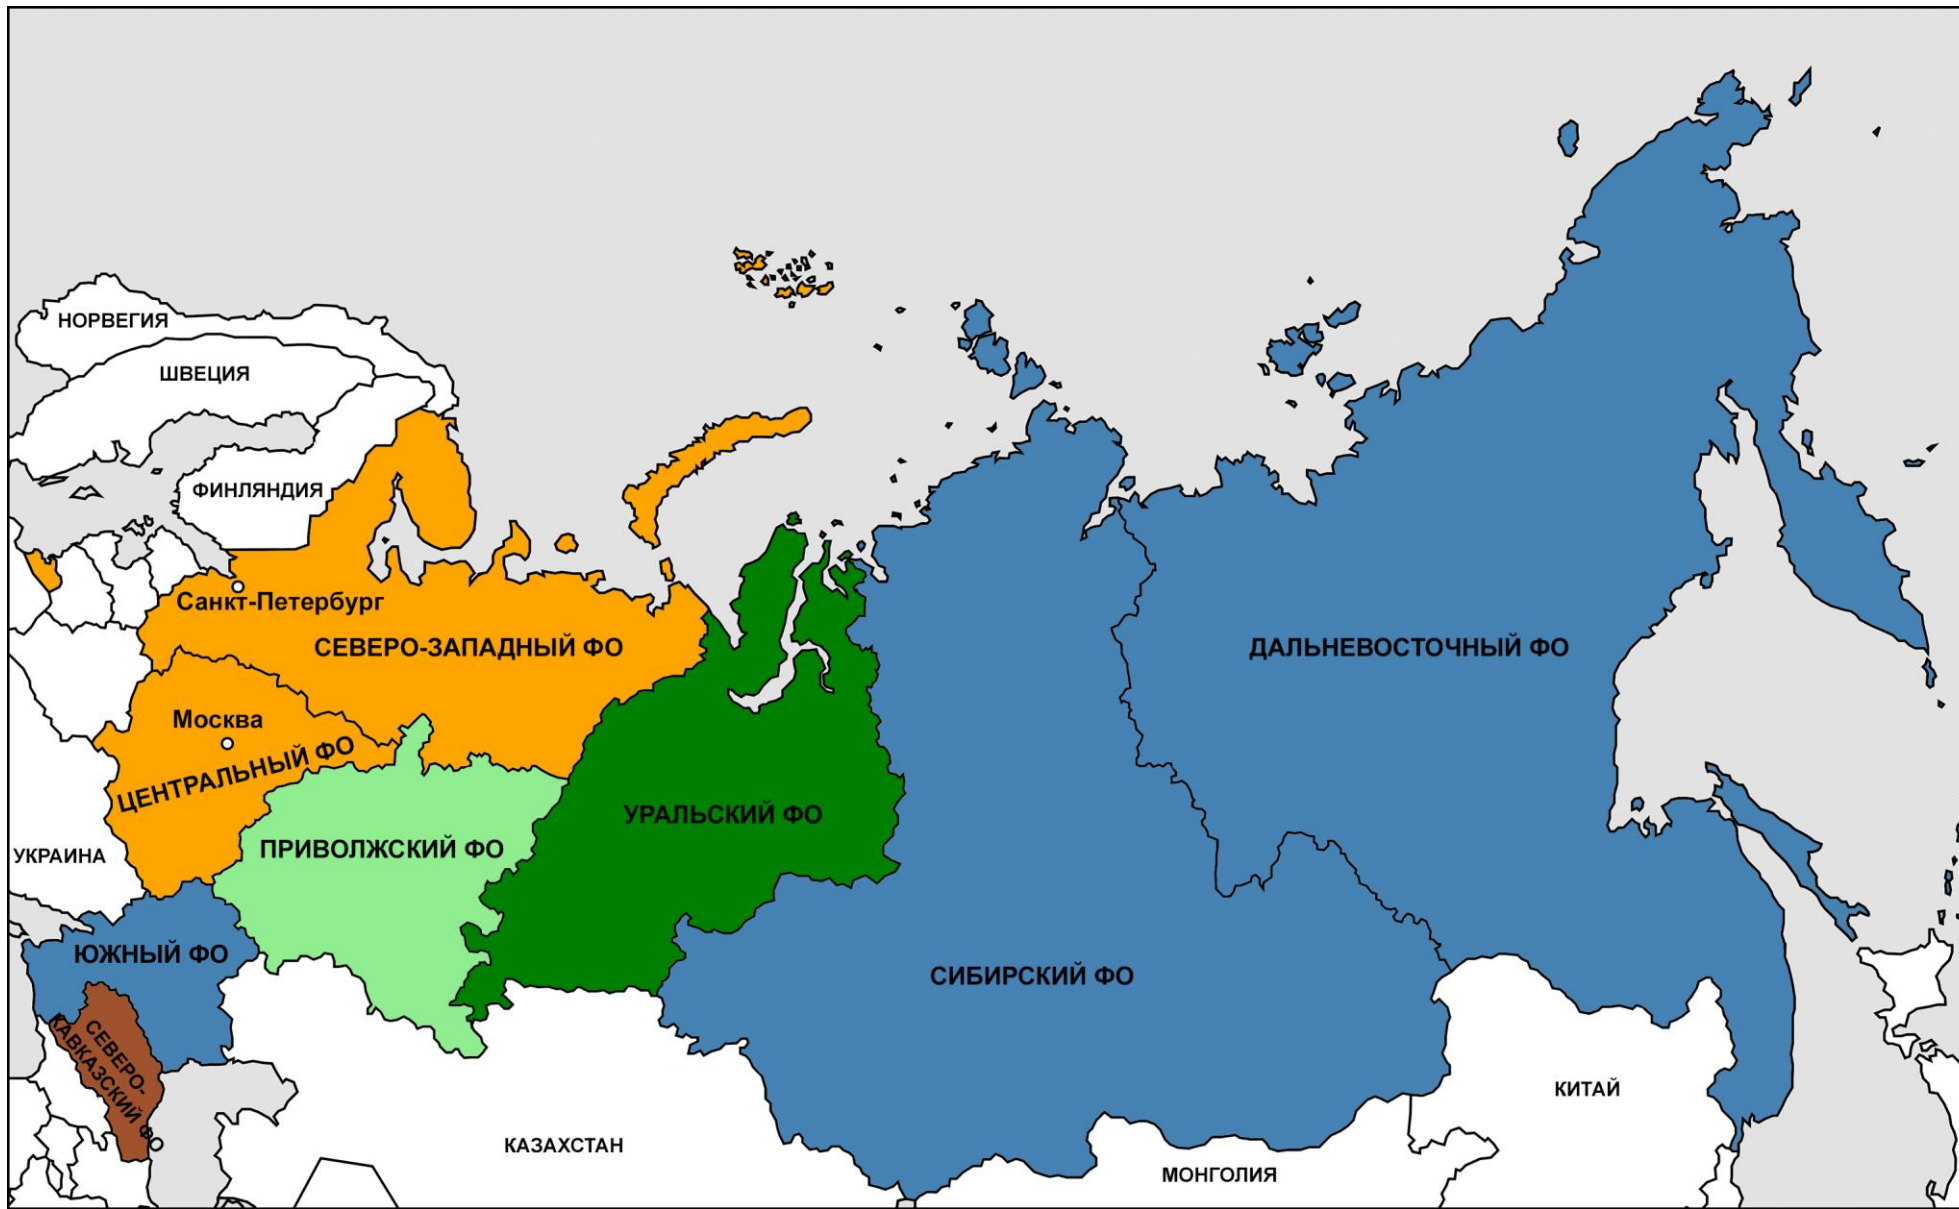 НОРВЕГИЯ
ШВЕЦИЯ
ФИНЛЯНДИЯ
Санкт-Петербург
СЕВЕРО-ЗАПАДНЫЙ ФО
ДАЛЬНЕВОСТОЧНЫЙ ФО
Москва
ЦЕНТРАЛЬНЫЙ ФО
УРАЛЬСКИЙ ФО
ПРИВОЛЖСКИЙ ФО
УКРАИНА
ЮЖНЫЙ ФО
СИБИРСКИЙ ФО
СЕВЕРО-
КАВКАЗСКИЙ ФО
КИТАЙ
КАЗАХСТАН
МОНГОЛИЯ